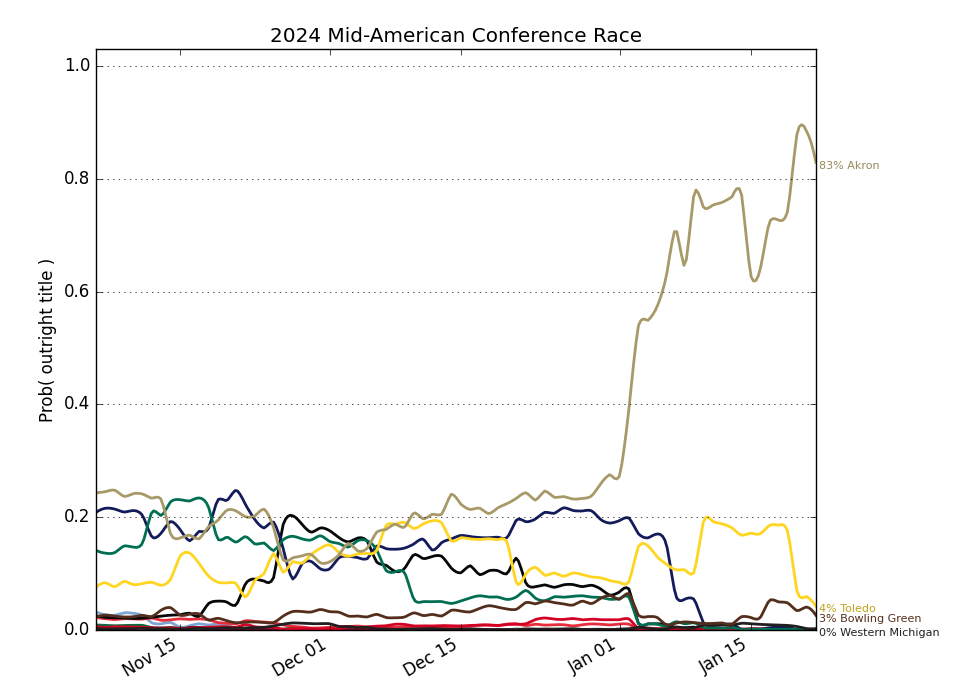 2024 Mid-American Conference Race
1.0
0.8
0.6
0.4
0.2
0.0
Prob( outright title )
83% Akron
4% Toledo
3% Bowling Green
0% Western Michigan
Nov 15
Dec 01
Dec 15
Jan 01
Jan 15